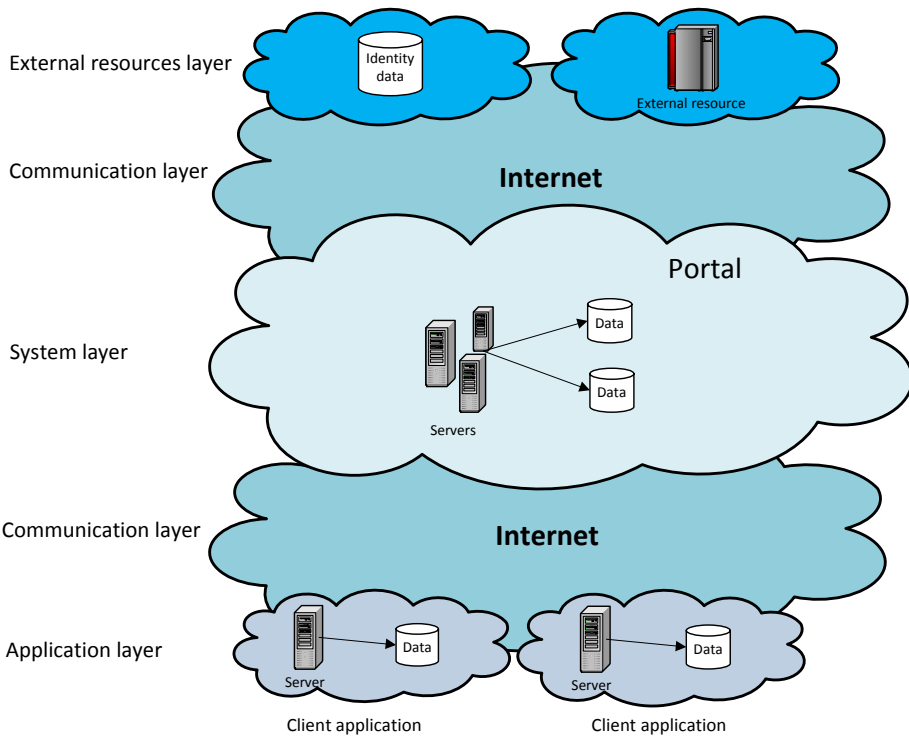 External resources layer
Identity
data
External resource
Communication layer
Internet
Portal
System layer
Data
Data
Servers
Communication layer
Internet
Application layer
Data
Data
Server
Server
Client application
Client application